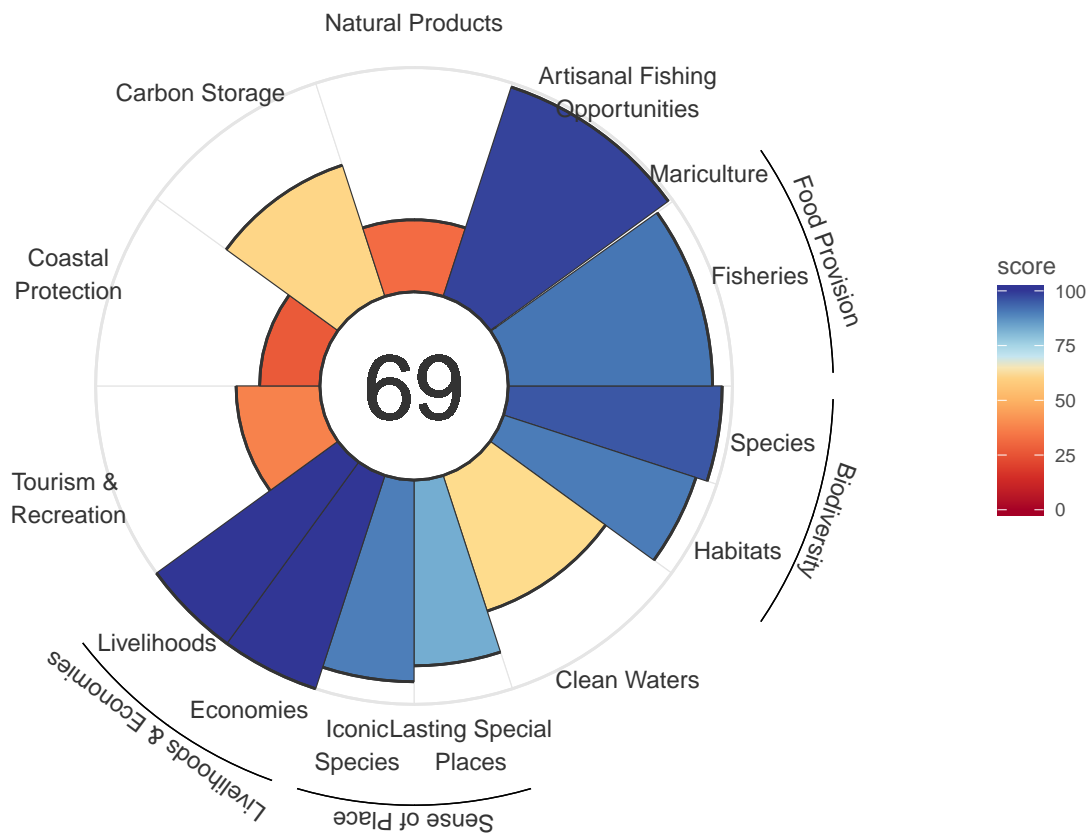 Natural Products
Artisanal Fishing
Opportunities
Carbon Storage
Mariculture
Food Provision
Fisheries
Coastal
Protection
score
100
75
50
25
0
69
Species
Biodiversity
Habitats
Tourism &
Recreation
Clean Waters
Livelihoods
Economies
Livelihoods & Economies
Iconic
Species
Lasting Special
Places
Sense of Place